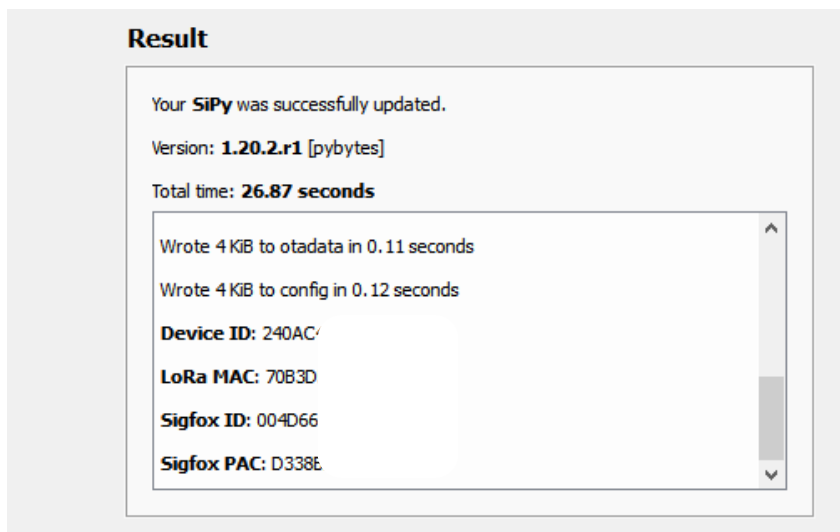 Result
Your SiPy was successfully updated.
Version: 1.20.2.r1 [pybytes]
Total time: 26.87 seconds
Wrote 4 KiB to otadata in 0.11 seconds
Wrote 4 KiB to config in 0.12 seconds
Device ID: 240AC4
LoRa MAC: 70B3D
Sigfox ID: 004D66
Sigfox PAC: D338E